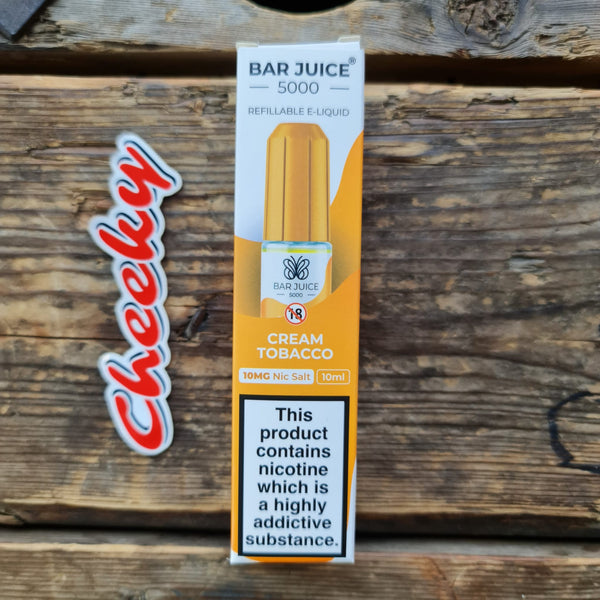 BAR JUICE®
5000
REFILLABLE E-LIQUID
Cheeky
BAR JUICE
5000
18
CREAM
TOBACCO
10MG Nic Salt 10ml
This
product
contains
nicotine
which is
a highly
addictive
substance.